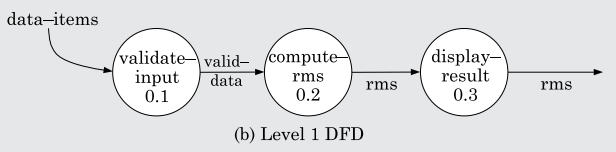 data–items
validate–
input
0.1
valid–
data
compute–
rms
0.2
rms
display–
result
0.3
rms
(b) Level 1 DFD